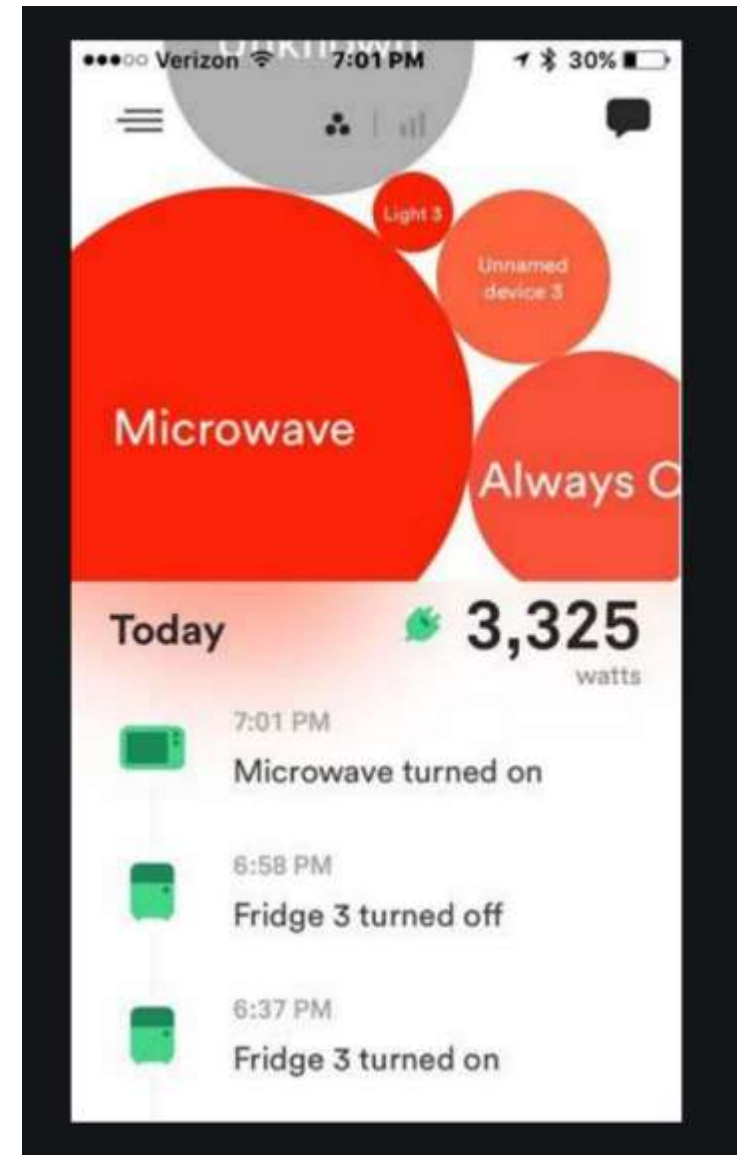 Unknown
Verizon 7:01 PM 30%
Light 3
Unnamed
device 3
Microwave
Always O
Today 3,325
watts
7:01 PM
Microwave turned on
6:58 PM
Fridge 3 turned off
6:37 PM
Fridge 3 turned on